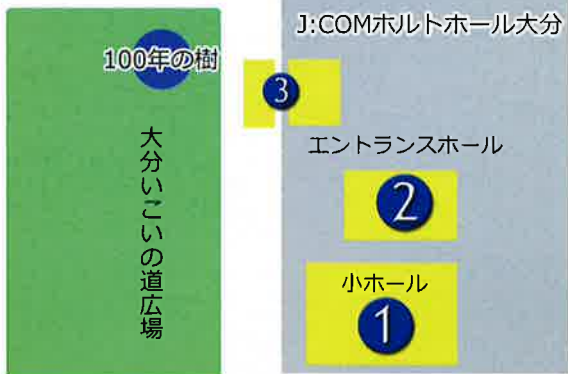 J:COMホルトホール大分
100年の樹
3
エントランスホール
大分いこいの道広場
2
小ホール
1